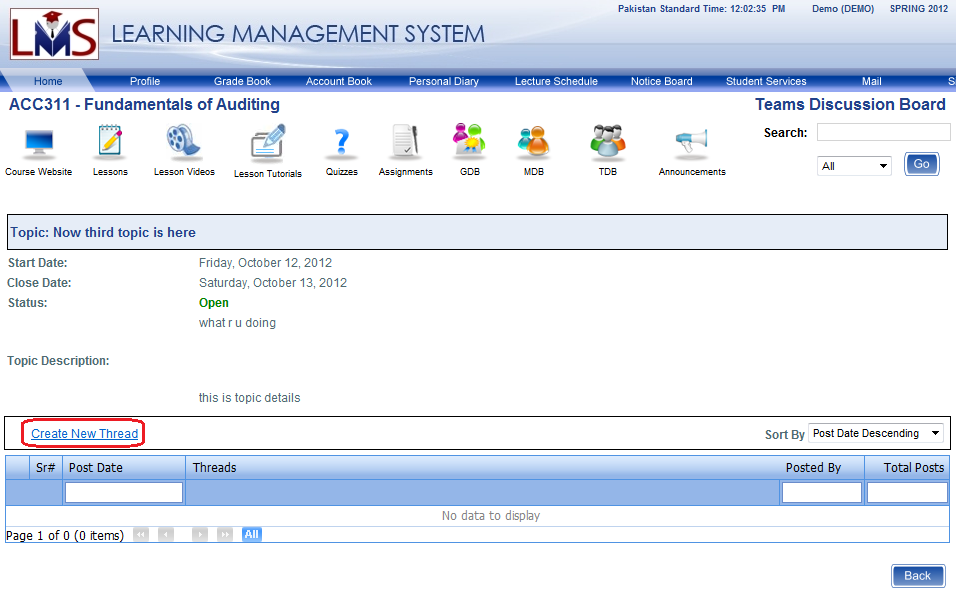 Pakistan Standard Time: 12:02:35 PM Demo (DEMO) SPRING 2012
LMS LEARNING MANAGEMENT SYSTEM
Home Profile Grade Book Account Book Personal Diary Lecture Schedule Notice Board Student Services Mail S
ACC311 - Fundamentals of Auditing Teams Discussion Board
Search:
All Go
Course Website Lessons Lesson Videos Lesson Tutorials Quizzes Assignments GDB MDB TDB Announcements
Topic: Now third topic is here
Start Date: Friday, October 12, 2012
Close Date: Saturday, October 13, 2012
Status: Open
what r u doing
Topic Description:
this is topic details
Create New Thread Sort By Post Date Descending
Sr# Post Date Threads Posted By Total Posts
No data to display
Page 1 of 0 (0 items) All
Back